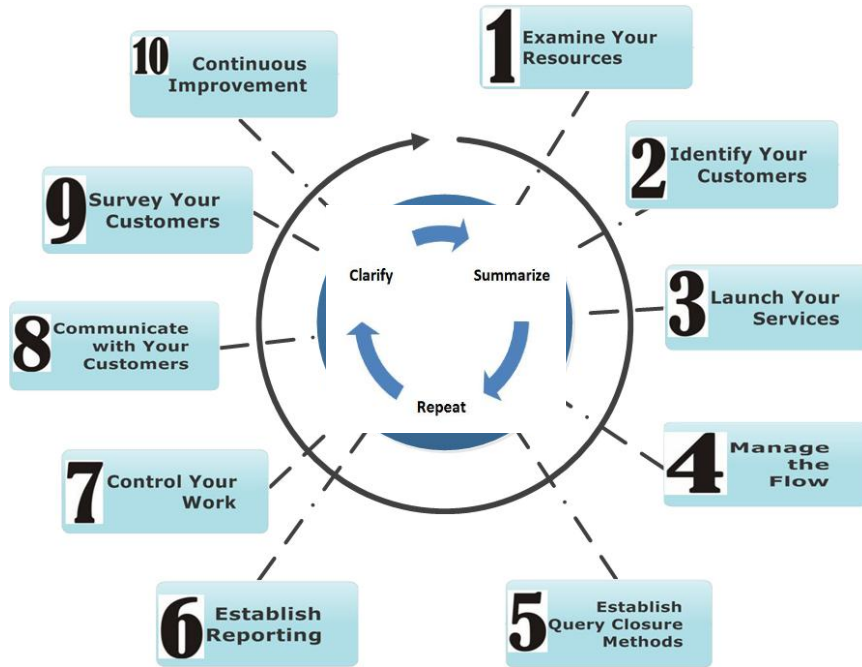 1
Examine Your
Resources
2
Identify Your
Customers
3
Launch Your
Services
4
Manage
the
Flow
5
Establish
Query Closure
Methods
6
Establish
Reporting
7
Control Your
Work
8
Communicate
with Your
Customers
9
Survey Your
Customers
10
Continuous
Improvement
Clarify
Summarize
Repeat